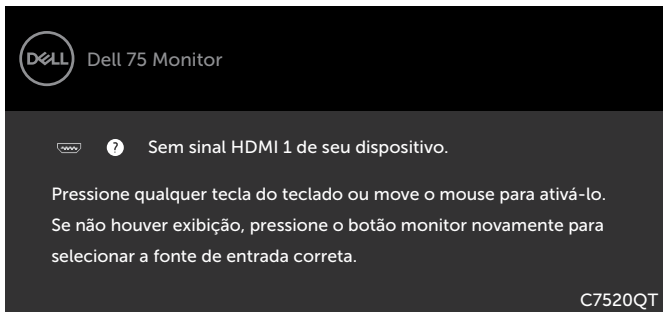 DELL
Dell 75 Monitor
? Sem sinal HDMI 1 de seu dispositivo.
Pressione qualquer tecla do teclado ou move o mouse para ativá-lo.
Se não houver exibição, pressione o botão monitor novamente para
selecionar a fonte de entrada correta.
C7520QT